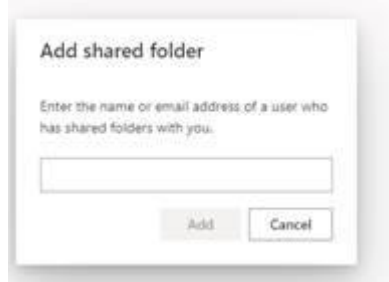 Add shared folder
Enter the name or email address of a user who
has shared folders with you.
Add Cancel